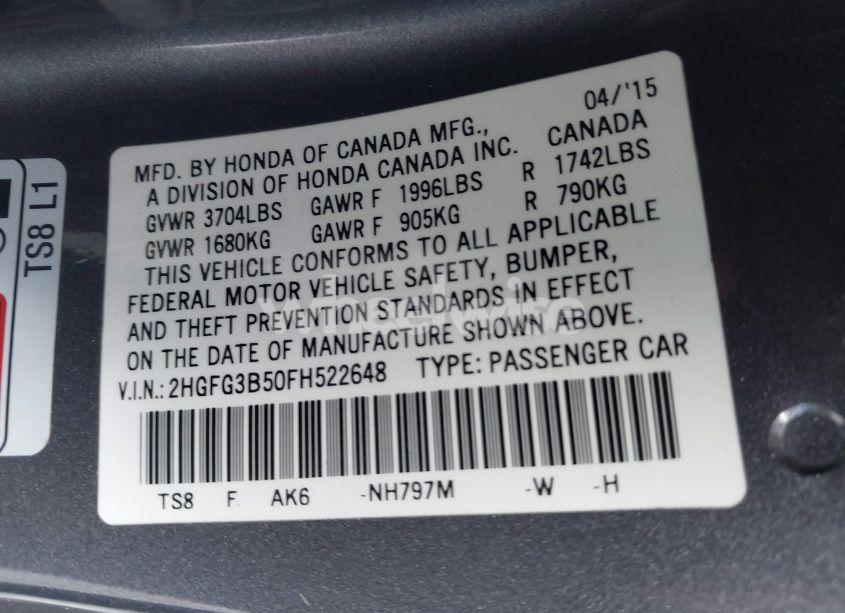 04/'15
MFD. BY HONDA OF CANADA MFG.,
A DIVISION OF HONDA CANADA INC. CANADA
GVWR 3704LBS GAWR F 1996LBS R 1742LBS
GVWR 1680KG GAWR F 905KG R 790KG
THIS VEHICLE CONFORMS TO ALL APPLICABLE
FEDERAL MOTOR VEHICLE SAFETY, BUMPER,
AND THEFT PREVENTION STANDARDS IN EFFECT
ON THE DATE OF MANUFACTURE SHOWN ABOVE.
V.I.N.: 2HGFG3B50FH522648 TYPE: PASSENGER CAR
TS8 F AK6 -NH797M -W -H
TS8 L1
wheelwire